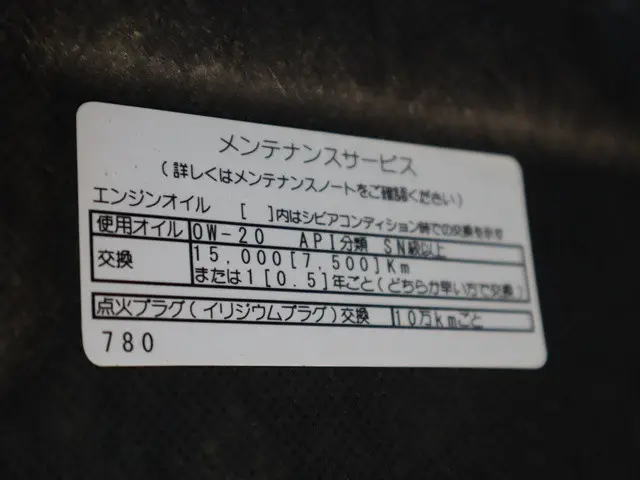 メンテナンスサービス
(詳しくはメンテナンスノートをご確認ください)
エンジンオイル [ ]内はシビアコンディション時での交換を示す
使用オイル 0W-20 API分類 SN級以上
交換 15,000[7,500]Km
または1[0.5]年ごと(どちらか早い方で交換)
点火プラグ(イリジウムプラグ)交換 10万kmごと
780